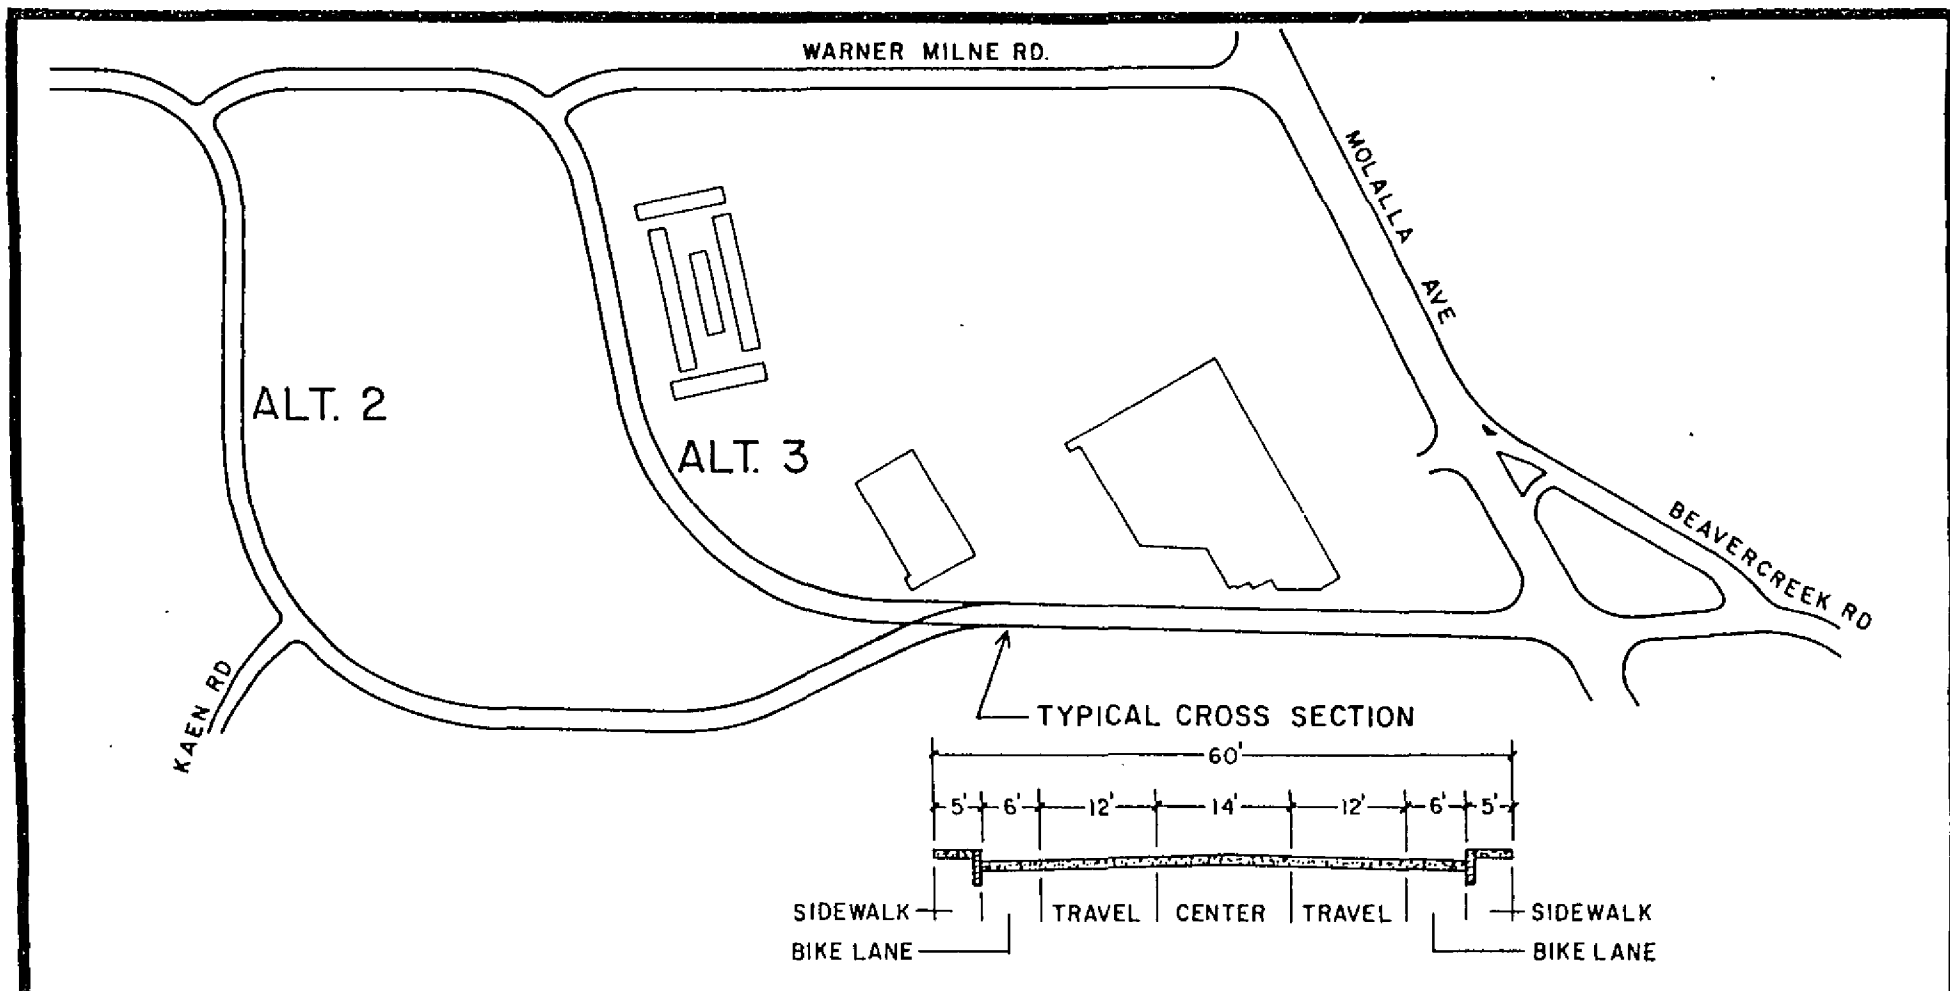 WARNER MILNE RD.
MOLALLA AVE
ALT. 2
ALT. 3
BEAVERCREEK RD
KAEN RD
TYPICAL CROSS SECTION
60'
5' 6' 12' 14' 12' 6' 5'
SIDEWALK TRAVEL CENTER TRAVEL SIDEWALK
BIKE LANE BIKE LANE